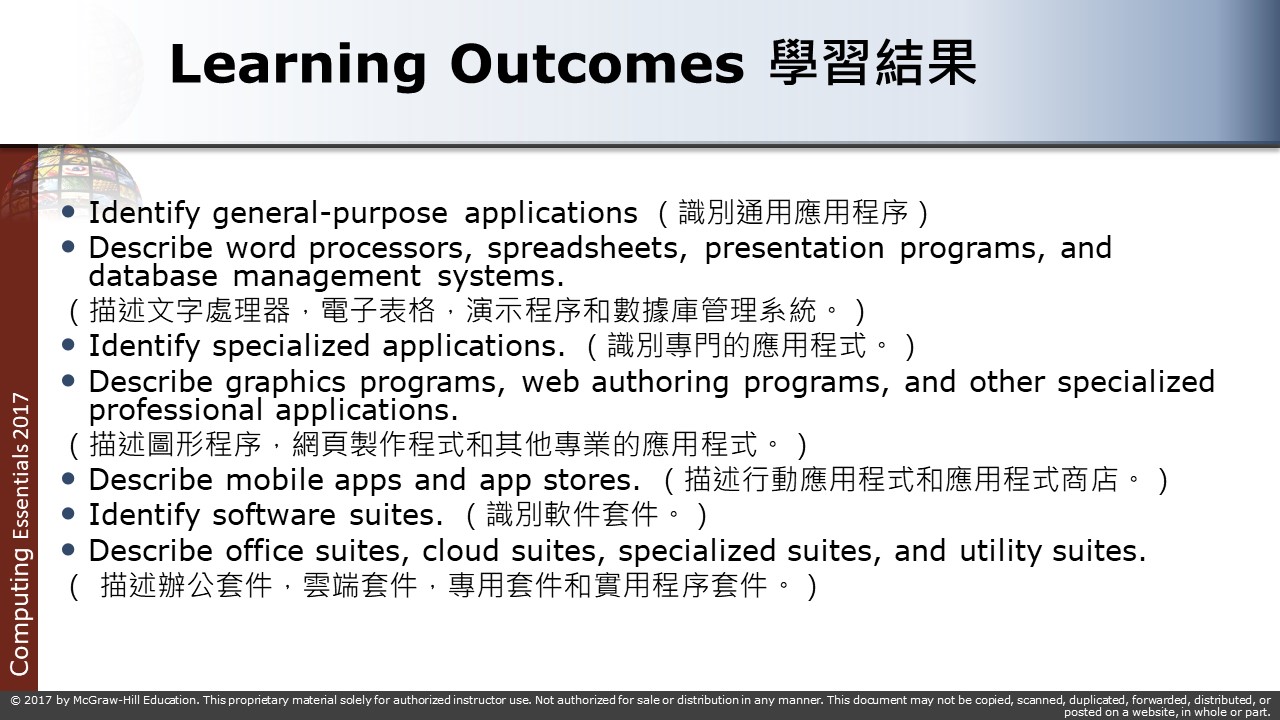 Learning Outcomes 學習結果
• Identify general-purpose applications （識別通用應用程序）
• Describe word processors, spreadsheets, presentation programs, and
database management systems.
（描述文字處理器，電子表格，演示程序和數據庫管理系統。）
• Identify specialized applications. （識別專門的應用程式。）
• Describe graphics programs, web authoring programs, and other specialized
professional applications.
（描述圖形程序，網頁製作程式和其他專業的應用程式。）
• Describe mobile apps and app stores. （描述行動應用程式和應用程式商店。）
• Identify software suites. （識別軟件套件。）
• Describe office suites, cloud suites, specialized suites, and utility suites.
（ 描述辦公套件，雲端套件，專用套件和實用程序套件。）
Computing Essentials 2017
© 2017 by McGraw-Hill Education. This proprietary material solely for authorized instructor use. Not authorized for sale or distribution in any manner. This document may not be copied, scanned, duplicated, forwarded, distributed, or
posted on a website, in whole or part.